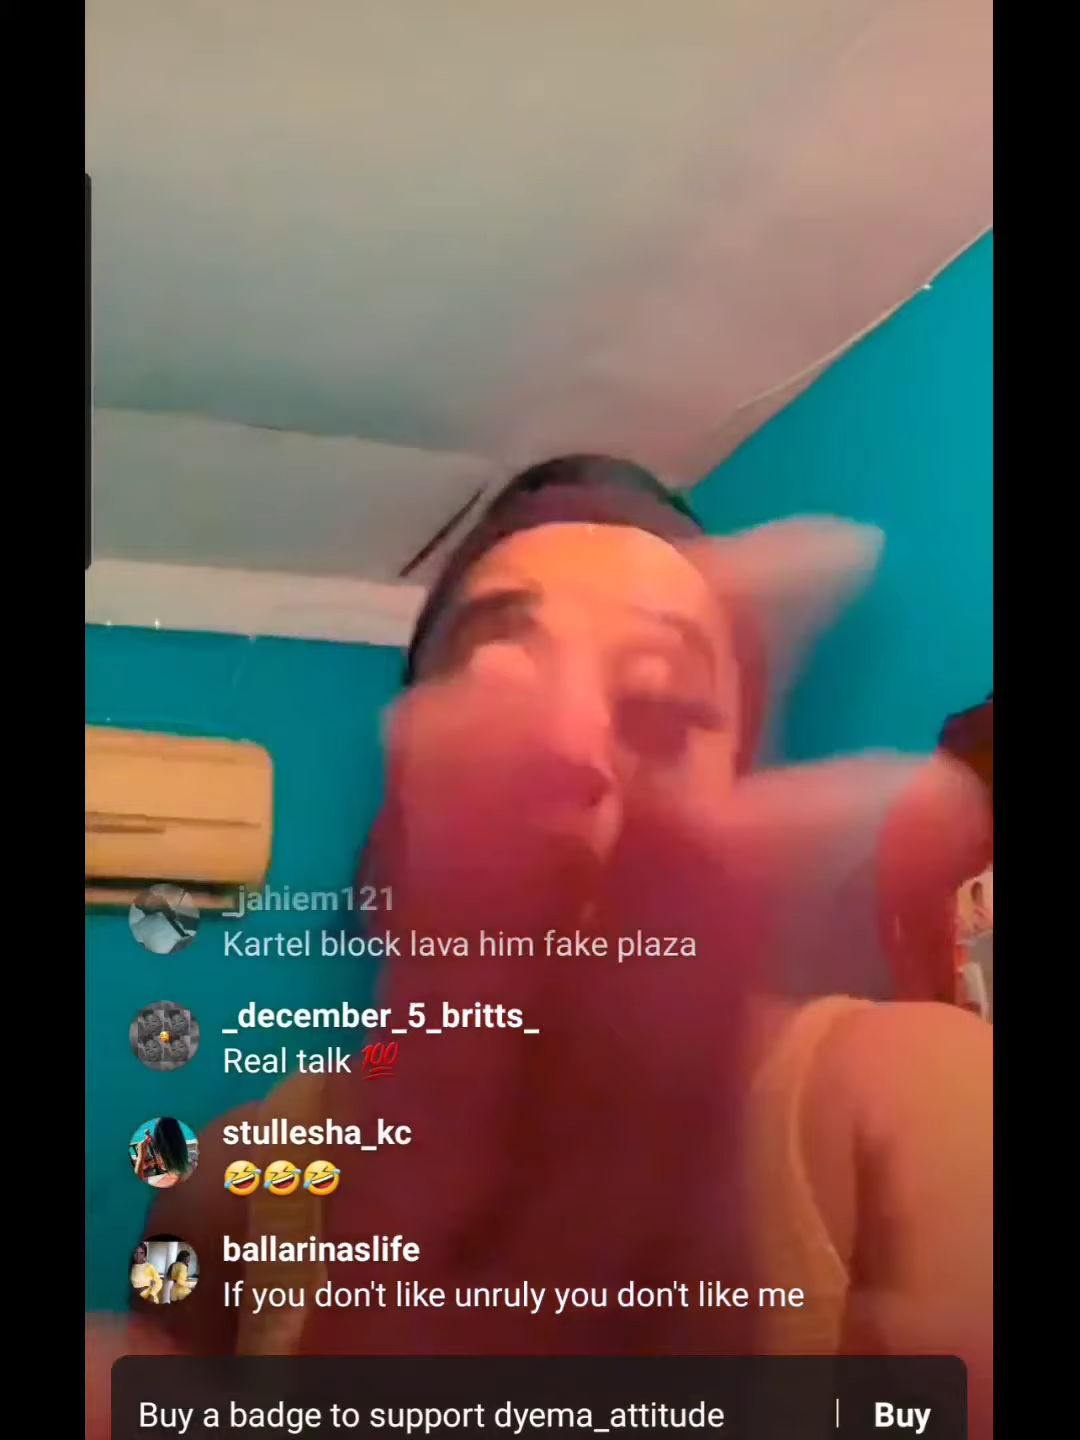 _jahiem121
Kartel block lava him fake plaza
_december_5_britts_
Real talk 💯
stullesha_kc
🤣🤣🤣
ballarinaslife
If you don't like unruly you don't like me
Buy a badge to support dyema_attitude | Buy